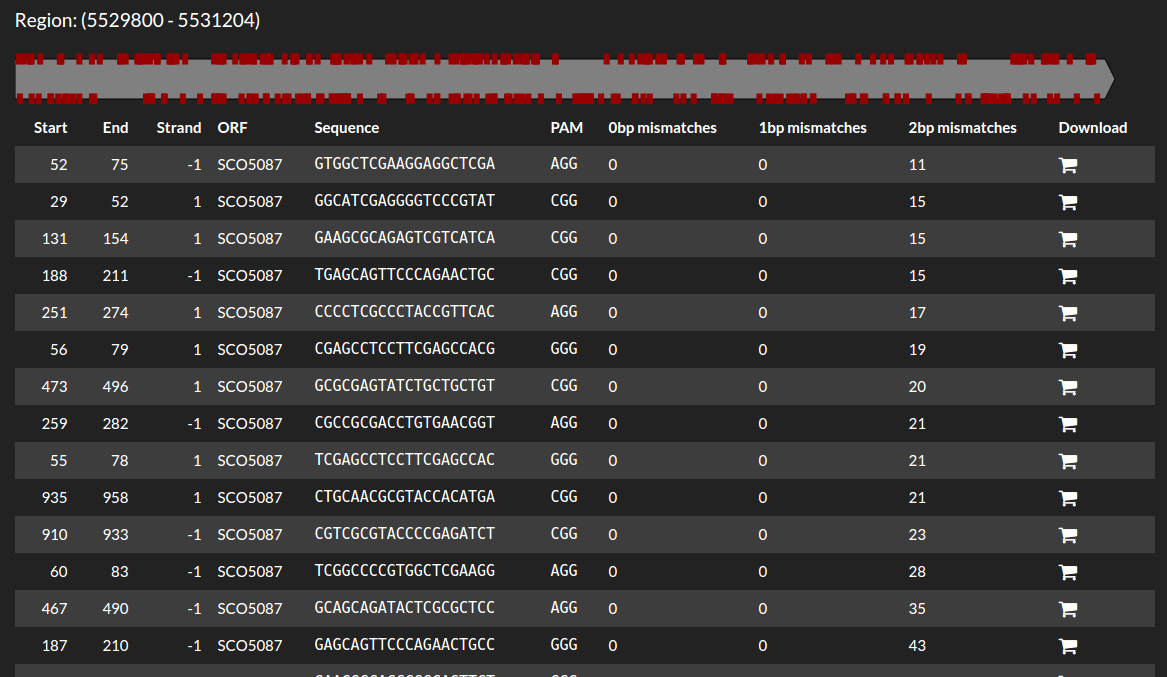 Region: (5529800 - 5531204)
Start End Strand ORF Sequence PAM 0bp mismatches 1bp mismatches 2bp mismatches Download
52 75 -1 SCO5087 GTGGCTCGAAGGAGGCTCGA AGG 0 0 11
29 52 1 SCO5087 GGCATCGAGGGGTCCCGTAT CGG 0 0 15
131 154 1 SCO5087 GAAGCGCAGAGTCGTCATCA CGG 0 0 15
188 211 -1 SCO5087 TGAGCAGTTCCCAGAACTGC CGG 0 0 15
251 274 1 SCO5087 CCCCTCGCCCTACCGTTCAC AGG 0 0 17
56 79 1 SCO5087 CGAGCCTCCTTCGAGCCACG GGG 0 0 19
473 496 1 SCO5087 GCGCGAGTATCTGCTGCTGT CGG 0 0 20
259 282 -1 SCO5087 CGCCGCGACCTGTGAACGGT AGG 0 0 21
55 78 1 SCO5087 TCGAGCCTCCTTCGAGCCAC GGG 0 0 21
935 958 1 SCO5087 CTGCAACGCGTACCACATGA CGG 0 0 21
910 933 -1 SCO5087 CGTCGCGTACCCCGAGATCT CGG 0 0 23
60 83 -1 SCO5087 TCGGCCCCGTGGCTCGAAGG AGG 0 0 28
467 490 -1 SCO5087 GCAGCAGATACTCGCGCTCC AGG 0 0 35
187 210 -1 SCO5087 GAGCAGTTCCCAGAACTGCC GGG 0 0 43